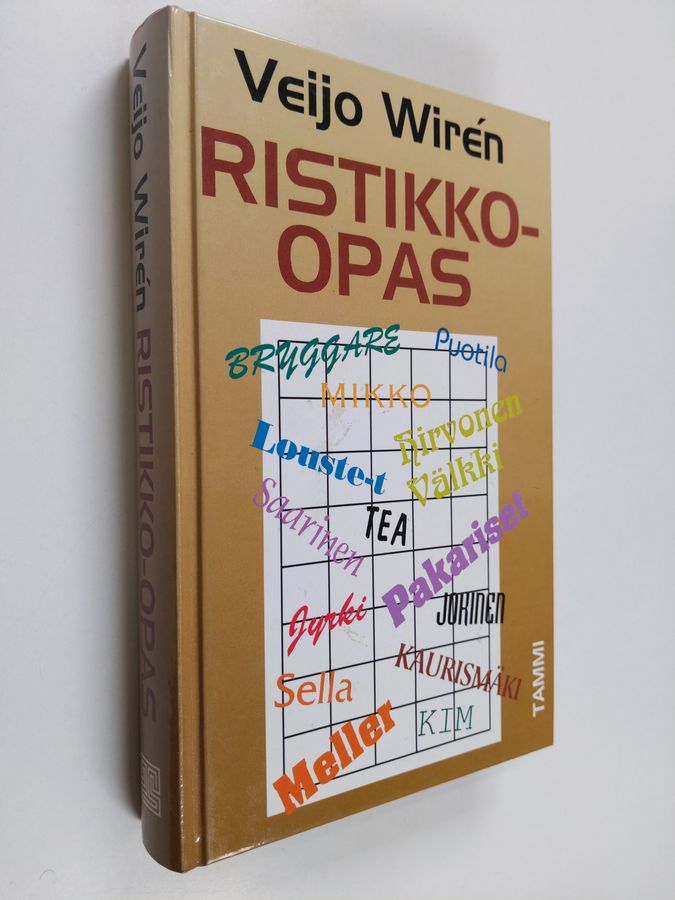 Veijo Wirén
RISTIKKO-
OPAS
BRYGGARE
Puotila
MIKKO
Hirvonen
Louste-t
Välkki
Saarinen
TEA
Pakariset
Jyrki
JOKINEN
KAURISMÄKI
Sella
KIM
Meller
TAMMI
Veijo Wirén RISTIKKO-OPAS